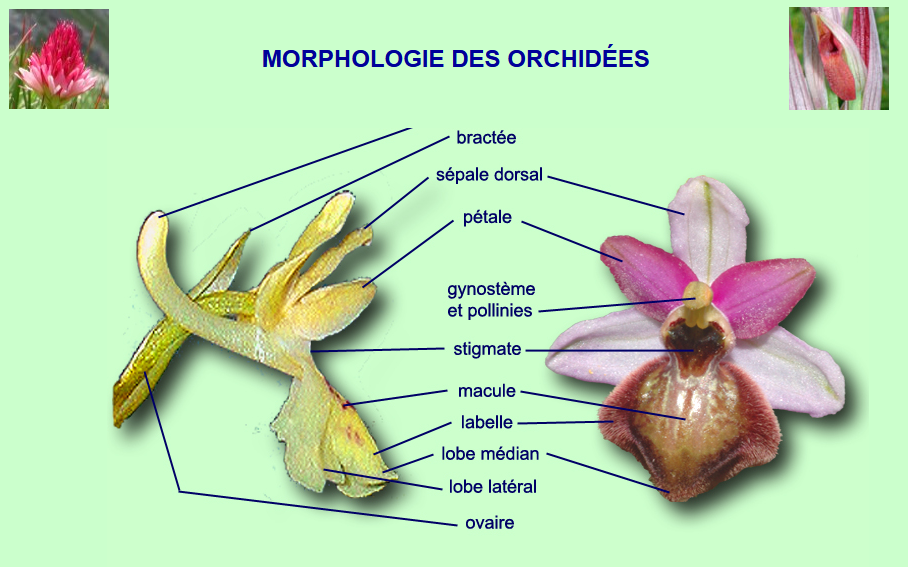 MORPHOLOGIE DES ORCHIDÉES
bractée
sépale dorsal
pétale
gynostème
et pollinies
stigmate
macule
labelle
lobe médian
lobe latéral
ovaire